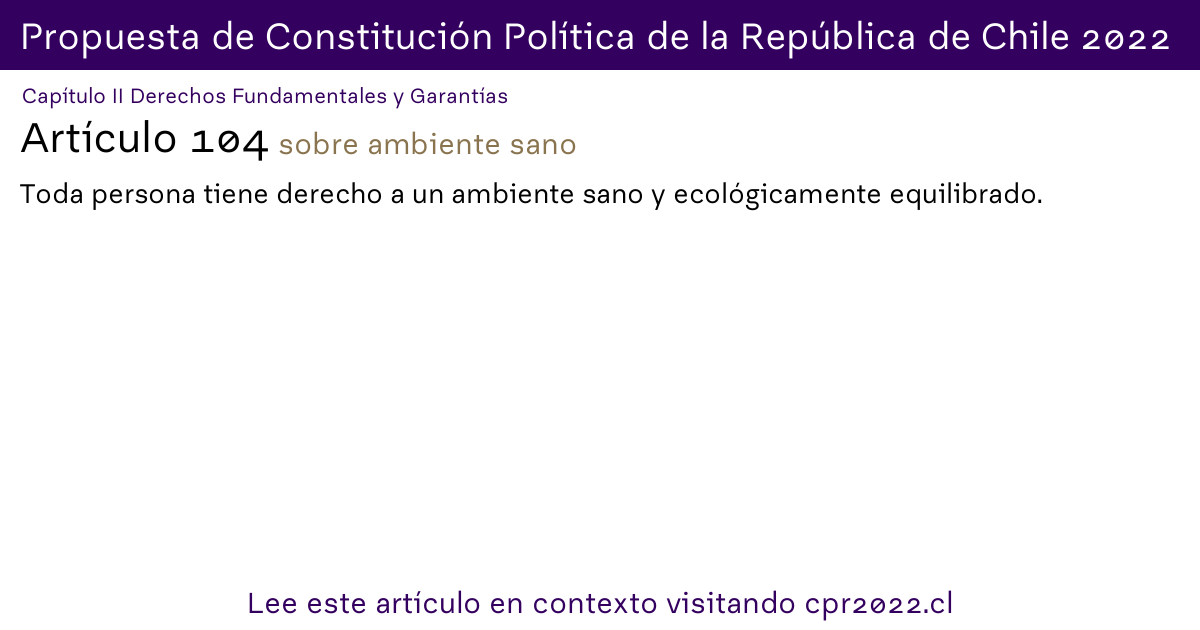 Propuesta de Constitución Política de la República de Chile 2022
Capítulo II Derechos Fundamentales y Garantías
Artículo 104 sobre ambiente sano
Toda persona tiene derecho a un ambiente sano y ecológicamente equilibrado.
Lee este artículo en contexto visitando cpr2022.cl